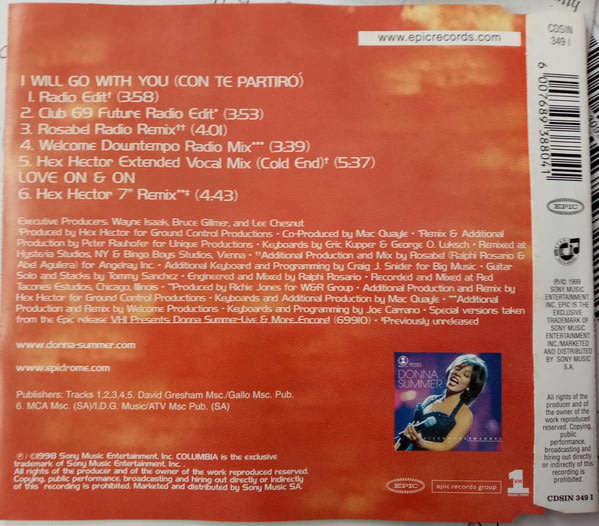 www.epicrecords.com
I WILL GO WITH YOU (CON TE PARTIRÓ)
1. Radio Edit† (3:58)
2. Club 69 Future Radio Edit* (3:53)
3. Rosabel Radio Remix†† (4:01)
4. Welcome Downtempo Radio Mix*** (3:39)
5. Hex Hector Extended Vocal Mix (Cold End)† (5:37)
LOVE ON & ON
6. Hex Hector 7" Remix**‡ (4:43)
Executive Producers: Wayne Isaak, Bruce Gillmer, and Lee Chesnut
†Produced by Hex Hector for Ground Control Productions • Co-Produced by Mac Quayle • *Remix & Additional
Production by Peter Rauhofer for Unique Productions • Keyboards by Eric Kupper & George O. Luksch • Remixed at
Hysteria Studios, NY & Bingo Boys Studios, Vienna • ††Additional Production and Mix by Rosabel (Ralphi Rosario &
Abel Aguilera) for Angelray Inc. • Additional Keyboard and Programming by Craig J. Snider for Big Music • Guitar
and Stacks by Tommy Sanchez • Engineered and Mixed by Ralphi Rosario • Recorded and Mixed at Red
Tacones Estudios, Chicago, Illinois • **Produced by Richie Jones for W&R Group • Additional Production and Remix by
Hex Hector for Ground Control Productions • Keyboards and Additional Production by Mac Quayle • ***Additional
Production and Remix by Welcome Productions • Keyboards and Programming by Joe Carrano • Special versions taken
from the Epic release VH1 Presents Donna Summer-Live & More Encore! (69910) • ‡Previously unreleased
www.donna-summer.com
www.epidrome.com
Publishers: Tracks 1,2,3,4,5. David Gresham Msc./Gallo Msc. Pub.
6. MCA Msc. (SA)/I.D.G. Music/ATV Msc Pub. (SA)
DONNA
SUMMER
℗ | ©1998 Sony Music Entertainment, Inc. COLUMBIA is the exclusive
trademark of Sony Music Entertainment, Inc.
All rights of the producer and of the owner of the work reproduced reserved.
Copying, public performance, broadcasting and hiring out directly or indirectly
of this recording is prohibited. Marketed and distributed by Sony Music SA.
EPIC
epic records group
1
CDSIN
349 I
6 007689 388041
EPIC
℗/© 1999
SONY MUSIC
ENTERTAINMENT
INC. EPIC IS THE
EXCLUSIVE
TRADEMARK OF
SONY MUSIC
ENTERTAINMENT
INC./MARKETED
AND DISTRIBUTED
BY SONY MUSIC
S.A.
All rights of the
producer and of the
owner of the work
reproduced reserved.
Copying, public
performance,
broadcasting and
hiring out directly or
indirectly of this
recording is prohibited.
CDSIN 349 I